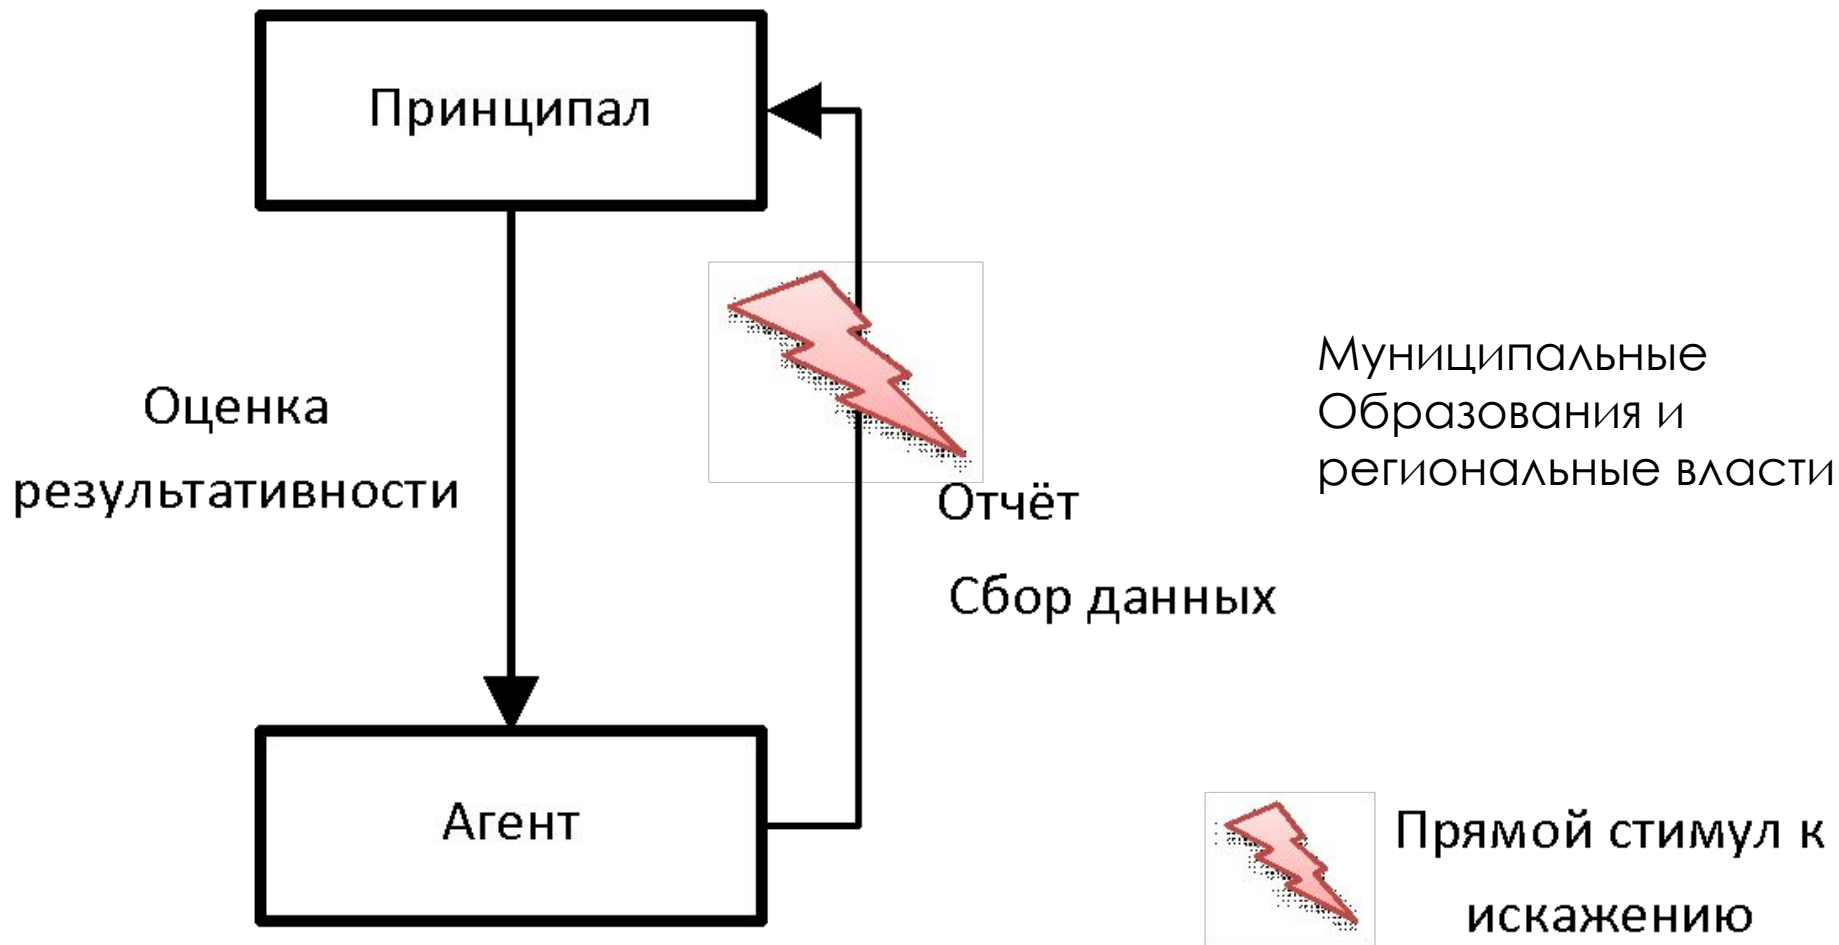 Принципал
Оценка
результативности
Отчёт
Сбор данных
Муниципальные
Образования и
региональные власти
Агент
Прямой стимул к
искажению